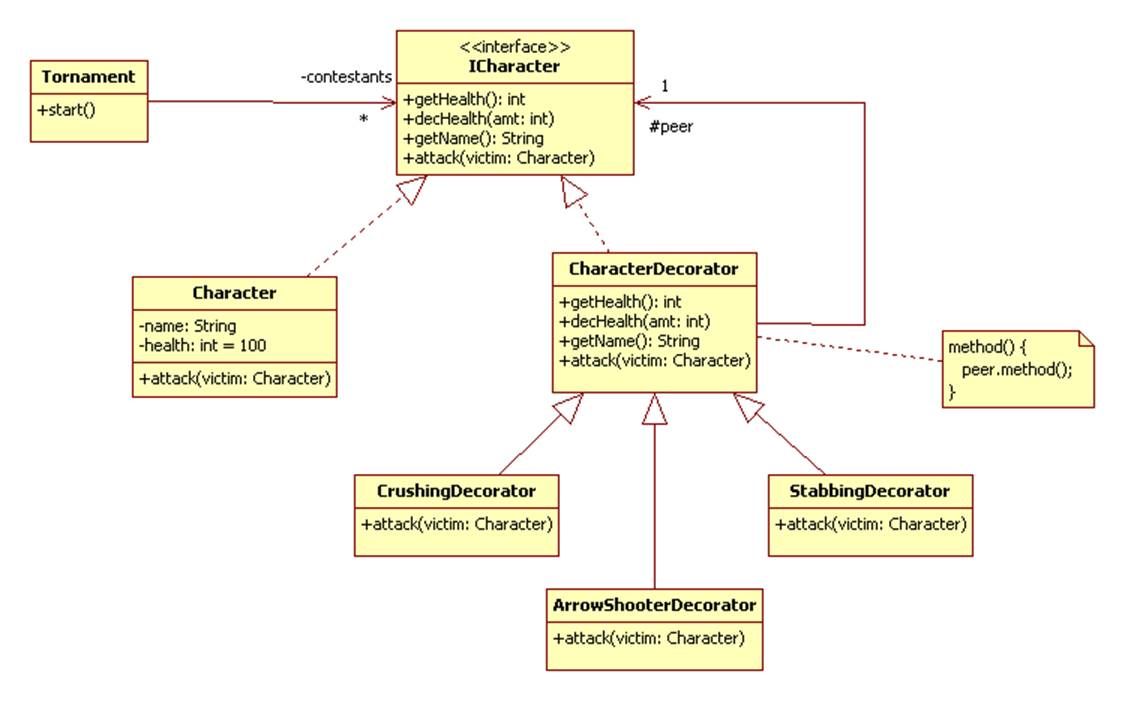 Tornament
+start()
-contestants
*
<<interface>>
ICharacter
+getHealth(): int
+decHealth(amt: int)
+getName(): String
+attack(victim: Character)
1
#peer
Character
-name: String
-health: int = 100
+attack(victim: Character)
CharacterDecorator
+getHealth(): int
+decHealth(amt: int)
+getName(): String
+attack(victim: Character)
method() {
peer.method();
}
CrushingDecorator
+attack(victim: Character)
StabbingDecorator
+attack(victim: Character)
ArrowShooterDecorator
+attack(victim: Character)